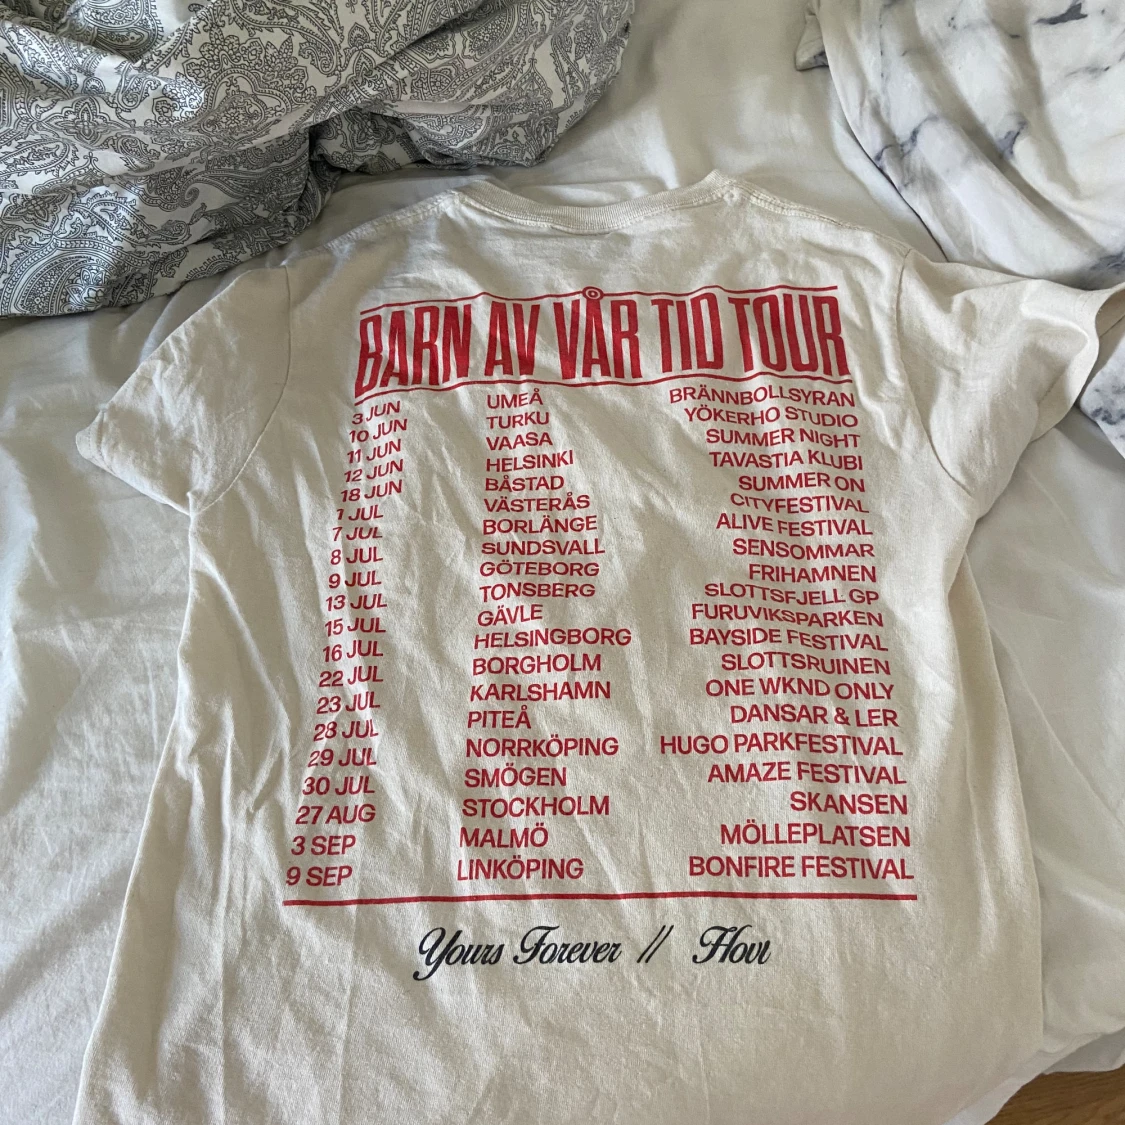 BARN AV VÅR TID TOUR
3 JUN UMEÅ BRÄNNBOLLSYRAN
10 JUN TURKU YÖKERHO STUDIO
11 JUN VAASA SUMMER NIGHT
12 JUN HELSINKI TAVASTIA KLUBI
18 JUN BÅSTAD SUMMER ON
1 JUL VÄSTERÅS CITYFESTIVAL
7 JUL BORLÄNGE ALIVE FESTIVAL
8 JUL SUNDSVALL SENSOMMAR
9 JUL GÖTEBORG FRIHAMNEN
13 JUL TONSBERG SLOTTSFJELL GP
15 JUL GÄVLE FURUVIKSPARKEN
16 JUL HELSINGBORG BAYSIDE FESTIVAL
22 JUL BORGHOLM SLOTTSRUINEN
23 JUL KARLSHAMN ONE WKND ONLY
28 JUL PITEÅ DANSAR & LER
29 JUL NORRKÖPING HUGO PARKFESTIVAL
30 JUL SMÖGEN AMAZE FESTIVAL
27 AUG STOCKHOLM SKANSEN
3 SEP MALMÖ MÖLLEPLATSEN
9 SEP LINKÖPING BONFIRE FESTIVAL
Yours Forever // Hovi